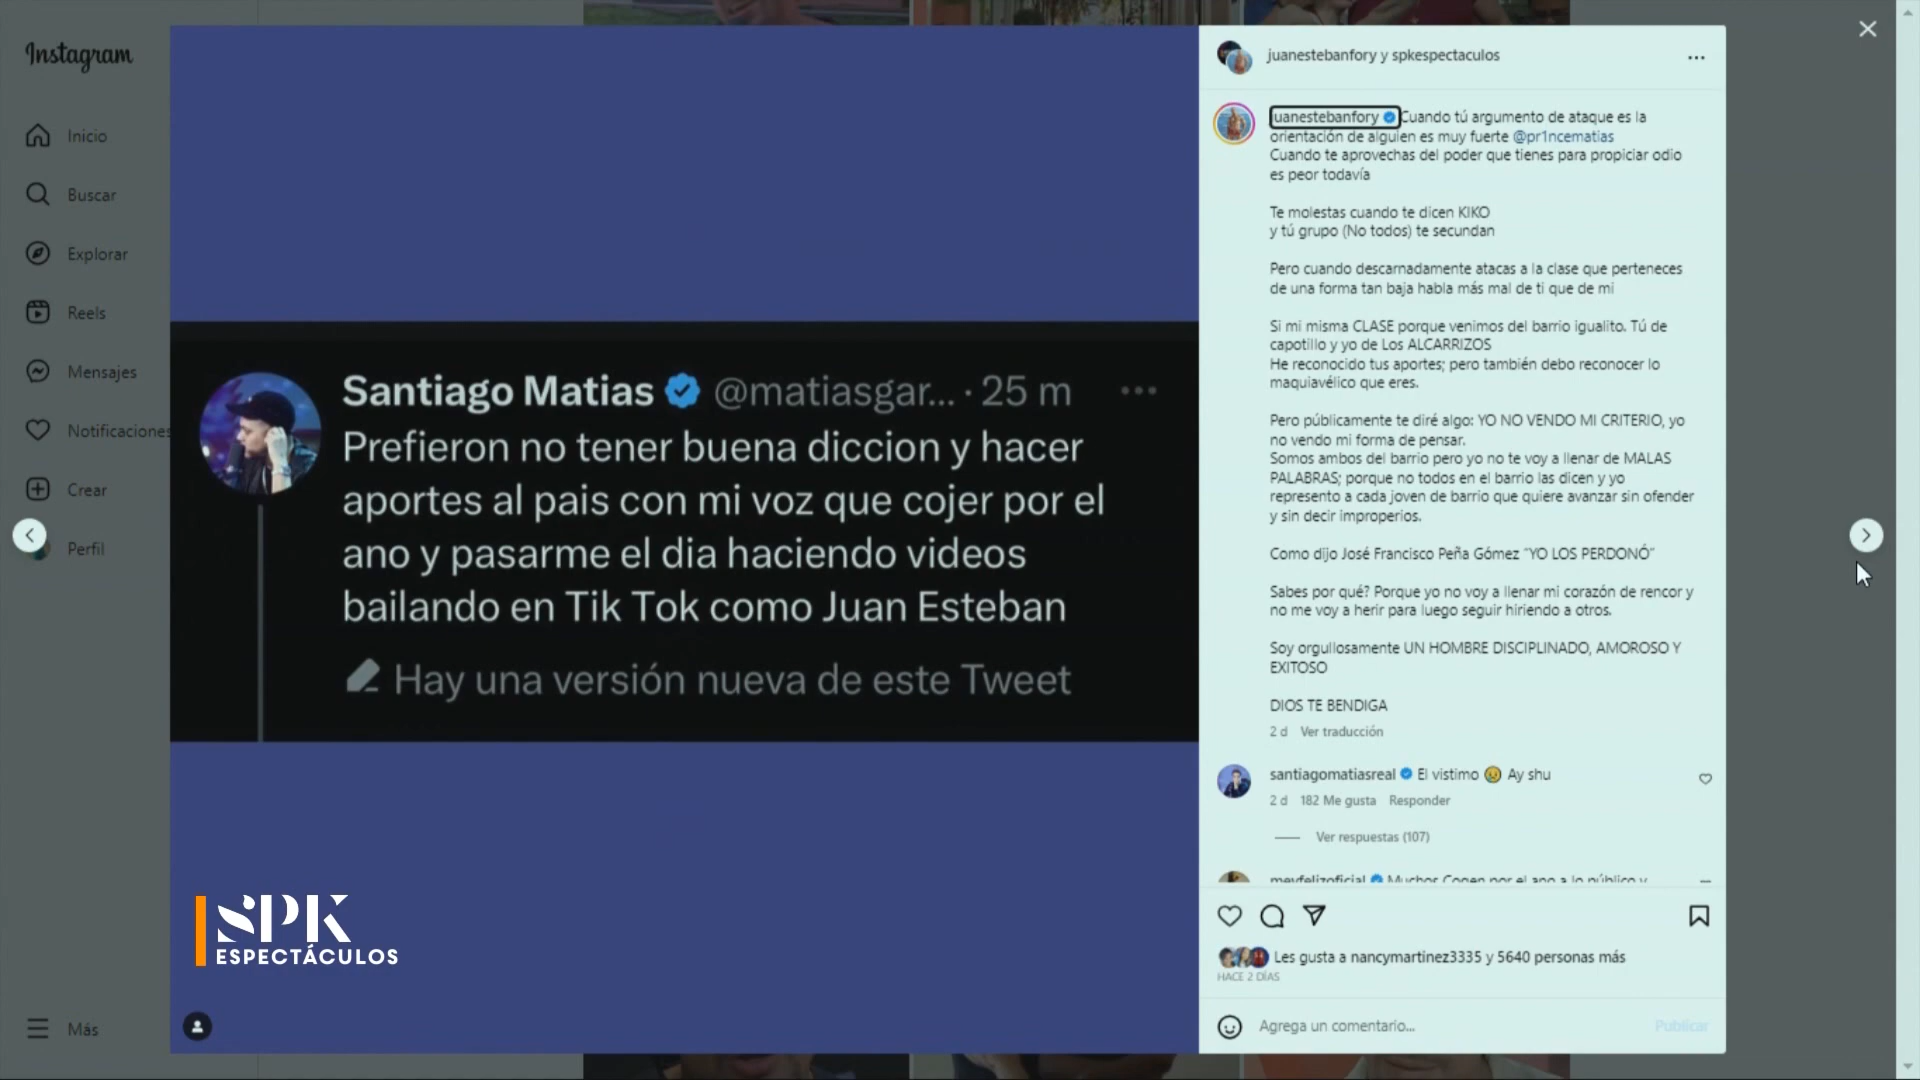 Instagram
Inicio
Buscar
Explorar
Reels
Mensajes
Notificaciones
Crear
Perfil
Más
Santiago Matias @matiasgar... · 25 m
Prefieron no tener buena diccion y hacer
aportes al pais con mi voz que cojer por el
ano y pasarme el dia haciendo videos
bailando en Tik Tok como Juan Esteban
Hay una versión nueva de este Tweet
SPK
ESPECTÁCULOS
juanestebanfory y spkespectaculos
juanestebanfory Cuando tú argumento de ataque es la
orientación de alguien es muy fuerte @pr1ncematias
Cuando te aprovechas del poder que tienes para propiciar odio
es peor todavía
Te molestas cuando te dicen KIKO
y tú grupo (No todos) te secundan
Pero cuando descarnadamente atacas a la clase que perteneces
de una forma tan baja habla más mal de ti que de mi
Si mi misma CLASE porque venimos del barrio igualito. Tú de
capotillo y yo de Los ALCARRIZOS
He reconocido tus aportes; pero también debo reconocer lo
maquiavélico que eres.
Pero públicamente te diré algo: YO NO VENDO MI CRITERIO, yo
no vendo mi forma de pensar.
Somos ambos del barrio pero yo no te voy a llenar de MALAS
PALABRAS; porque no todos en el barrio las dicen y yo
represento a cada joven de barrio que quiere avanzar sin ofender
y sin decir improperios.
Como dijo José Francisco Peña Gómez “YO LOS PERDONÓ”
Sabes por qué? Porque yo no voy a llenar mi corazón de rencor y
no me voy a herir para luego seguir hiriendo a otros.
Soy orgullosamente UN HOMBRE DISCIPLINADO, AMOROSO Y
EXITOSO
DIOS TE BENDIGA
2 d Ver traducción
santiagomatiasreal El vistimo Ay shu
2 d 182 Me gusta Responder
Ver respuestas (107)
meyfelizoficial Muchos Cogen por el ano a lo público y
Les gusta a nancymartinez3335 y 5640 personas más
HACE 2 DÍAS
Agrega un comentario...
Publicar